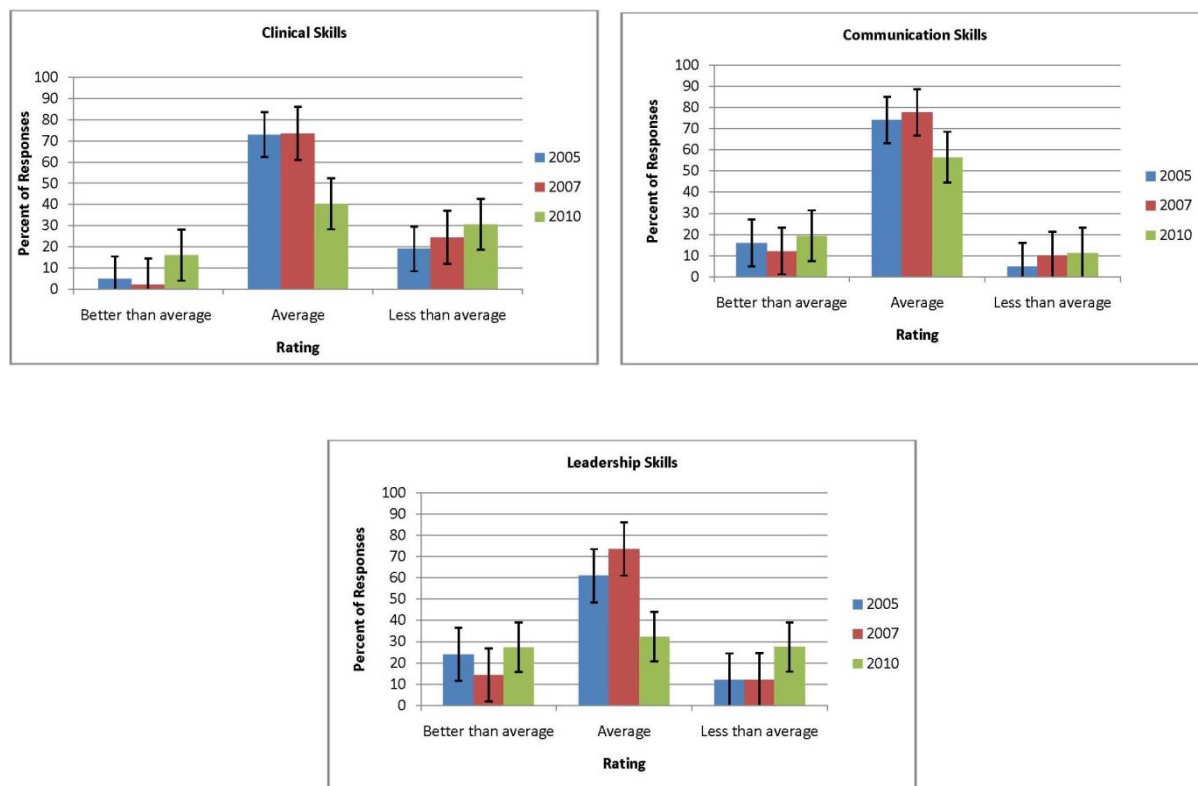 Clinical Skills
Percent of Responses
100
90
80
70
60
50
40
30
20
10
0
Better than average
Average
Less than average
Rating
2005
2007
2010
Communication Skills
Percent of Responses
100
90
80
70
60
50
40
30
20
10
0
Better than average
Average
Less than average
Rating
2005
2007
2010
Leadership Skills
Percent of Responses
100
90
80
70
60
50
40
30
20
10
0
Better than average
Average
Less than average
Rating
2005
2007
2010